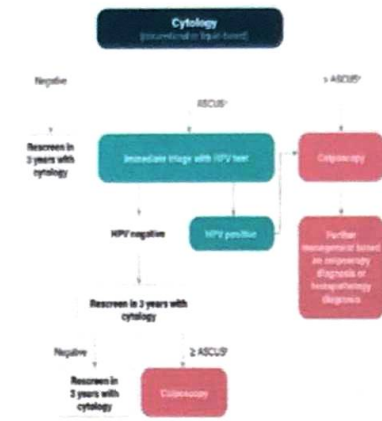 Cytology
(conventional or liquid-based)
Negative
ASCUS
> ASCUS
Rescreen in
3 years with
cytology
Immediate triage with HPV test
Colposcopy
HPV negative
HPV positive
Further
management based
on colposcopy
diagnosis or
histopathology
diagnosis
Rescreen in 3 years with
cytology
Negative
≥ ASCUS
Rescreen in
3 years with
cytology
Colposcopy